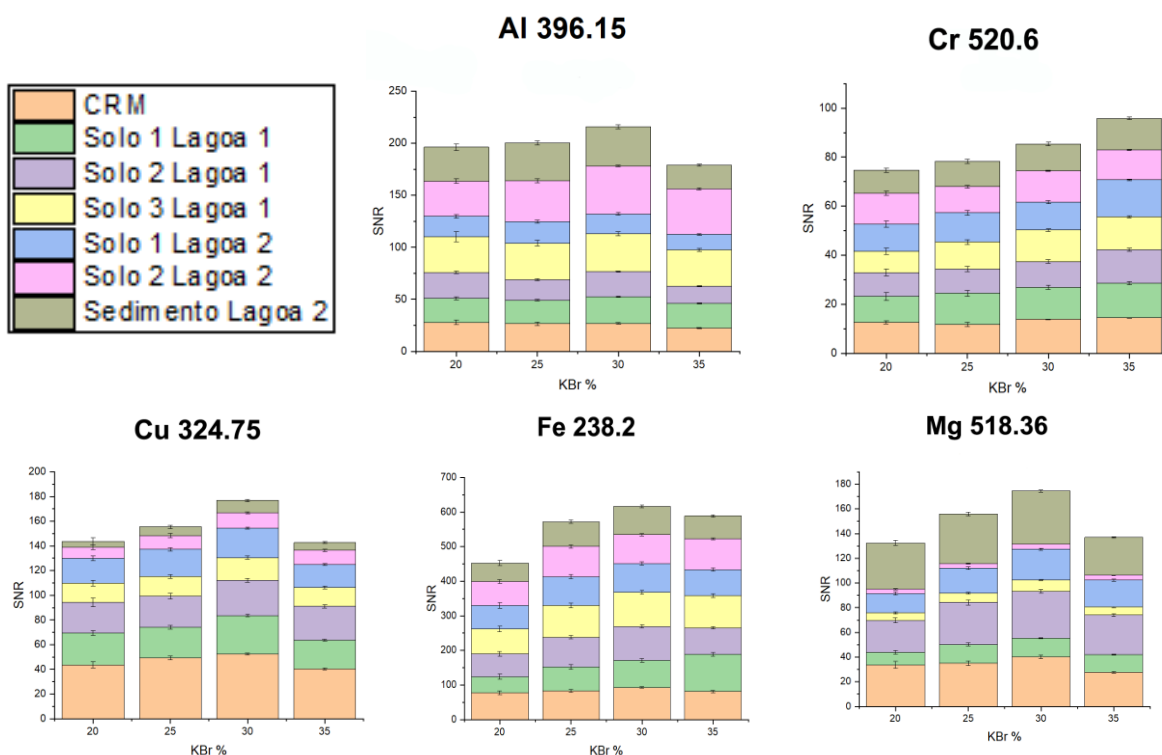 Al 396.15
Cr 520.6
CRM
Solo 1 Lagoa 1
Solo 2 Lagoa 1
Solo 3 Lagoa 1
Solo 1 Lagoa 2
Solo 2 Lagoa 2
Sedimento Lagoa 2
250
200
150
100
50
0
SNR
20
25
30
35
KBr %
100
80
60
40
20
0
SNR
20
25
30
35
KBr %
Cu 324.75
Fe 238.2
Mg 518.36
200
180
160
140
120
100
80
60
40
20
0
SNR
20
25
30
35
KBr %
700
600
500
400
300
200
100
0
SNR
20
25
30
35
KBr %
180
160
140
120
100
80
60
40
20
0
SNR
20
25
30
35
KBr %